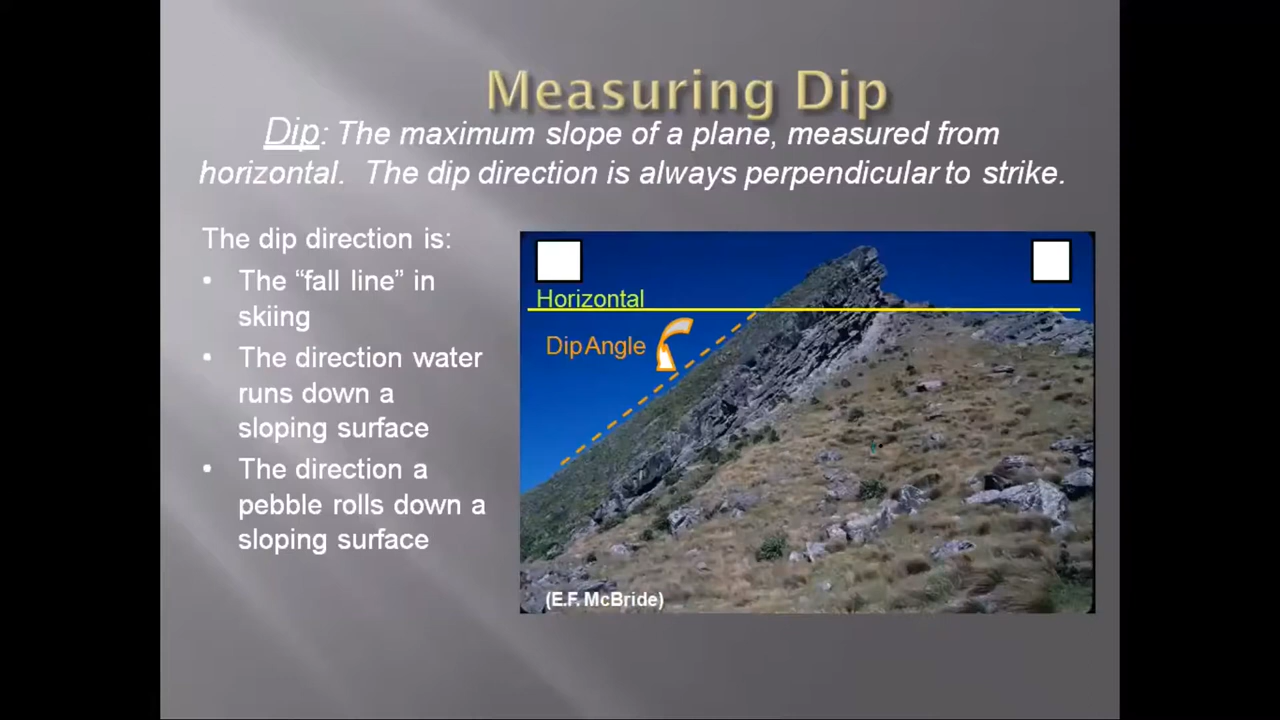 Measuring Dip
Dip: The maximum slope of a plane, measured from
horizontal. The dip direction is always perpendicular to strike.
The dip direction is:
• The “fall line” in
skiing
• The direction water
runs down a
sloping surface
• The direction a
pebble rolls down a
sloping surface
Horizontal
Dip Angle
(E.F. McBride)